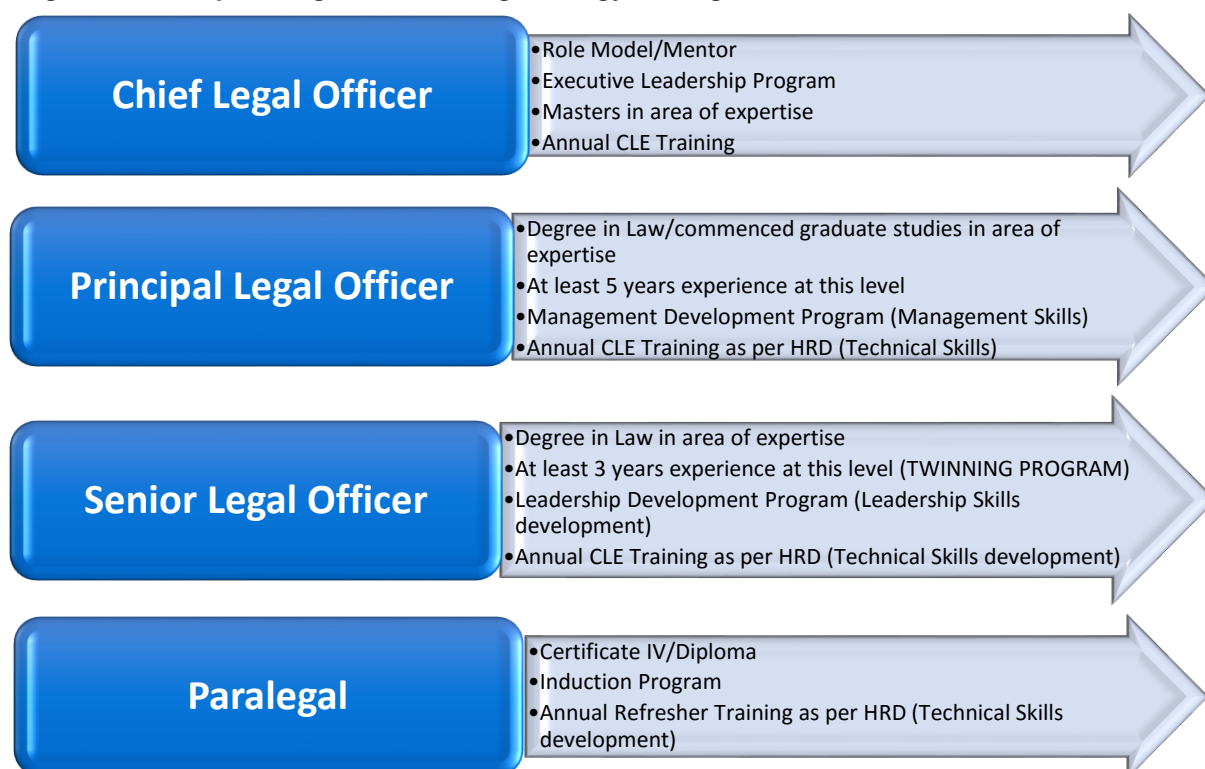 Chief Legal Officer
•Role Model/Mentor
•Executive Leadership Program
•Masters in area of expertise
•Annual CLE Training
Principal Legal Officer
•Degree in Law/commenced graduate studies in area of
expertise
•At least 5 years experience at this level
•Management Development Program (Management Skills)
•Annual CLE Training as per HRD (Technical Skills)
Senior Legal Officer
•Degree in Law in area of expertise
•At least 3 years experience at this level (TWINNING PROGRAM)
•Leadership Development Program (Leadership Skills
development)
•Annual CLE Training as per HRD (Technical Skills development)
Paralegal
•Certificate IV/Diploma
•Induction Program
•Annual Refresher Training as per HRD (Technical Skills
development)